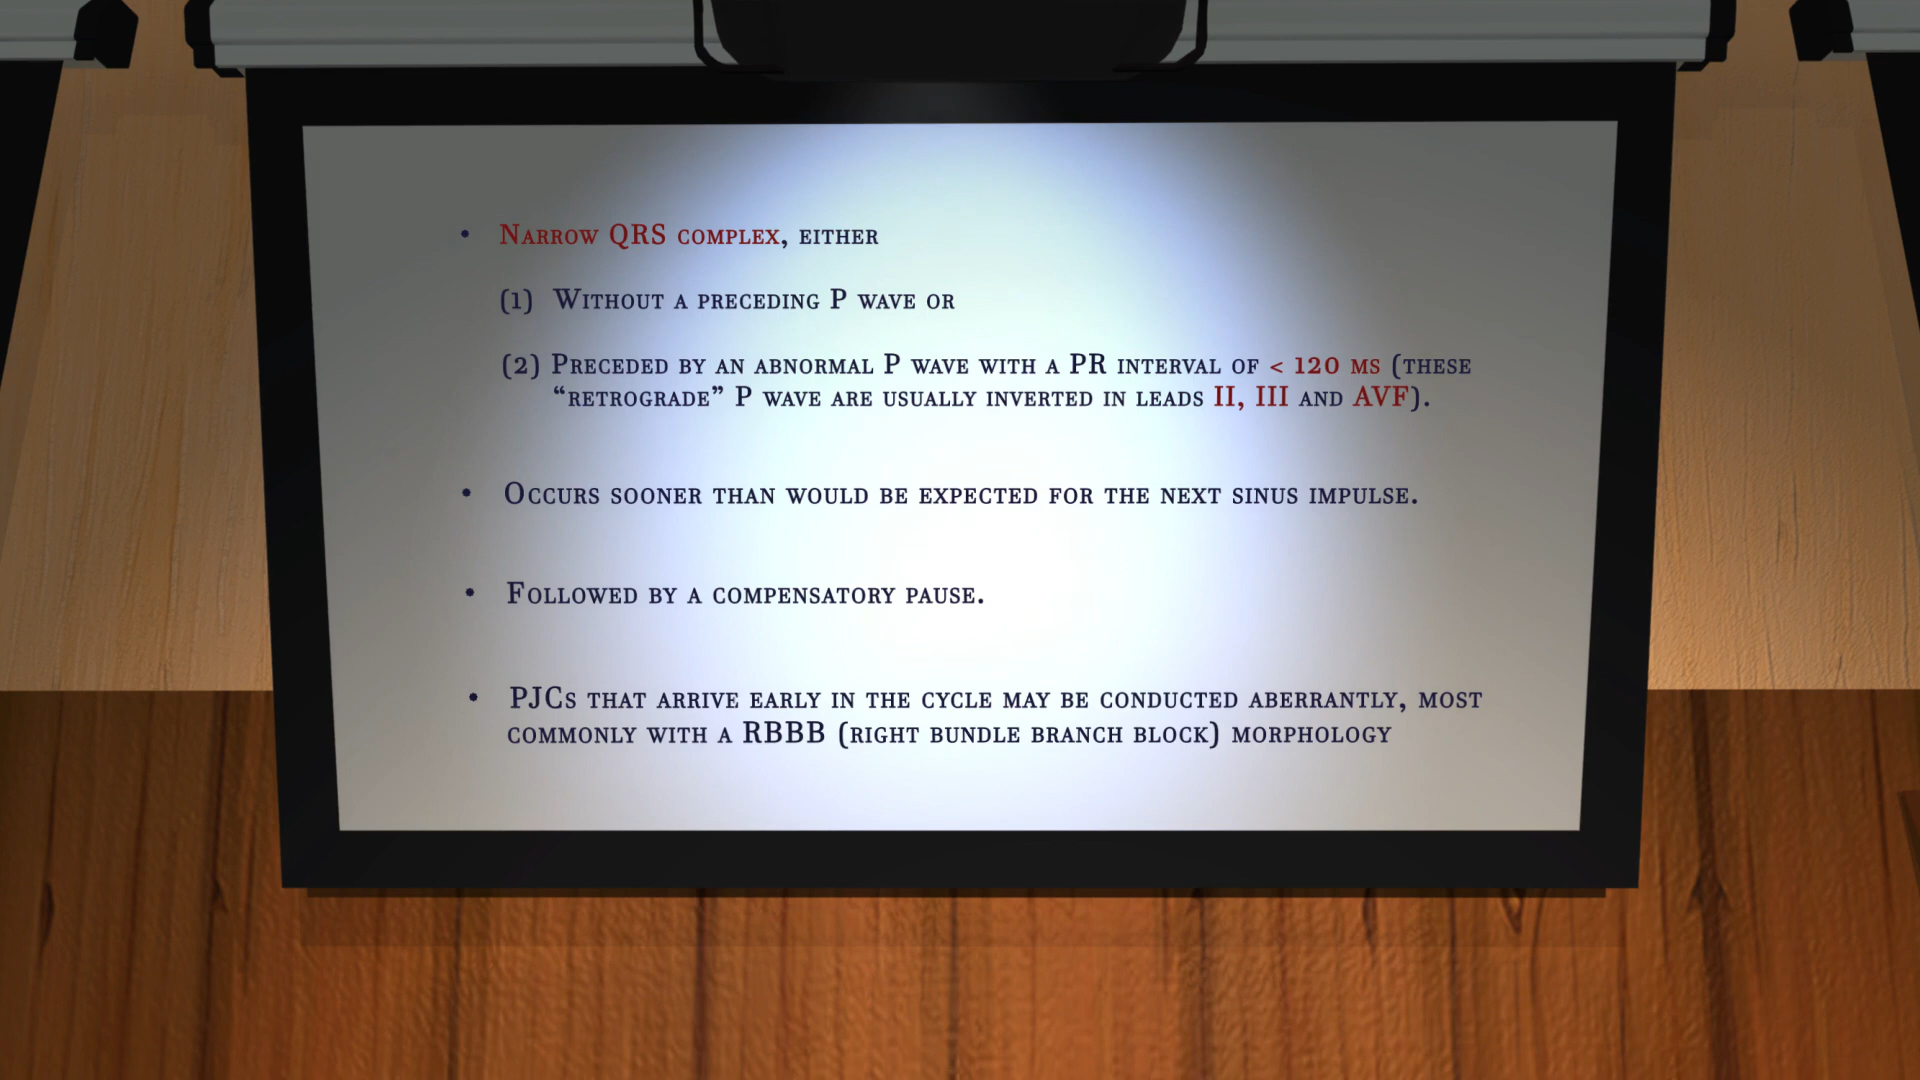 • Narrow QRS complex, either
(1) Without a preceding P wave or
(2) Preceded by an abnormal P wave with a PR interval of < 120 ms (these
“retrograde” P wave are usually inverted in leads II, III and AVF).
• Occurs sooner than would be expected for the next sinus impulse.
• Followed by a compensatory pause.
• PJCs that arrive early in the cycle may be conducted aberrantly, most
commonly with a RBBB (right bundle branch block) morphology